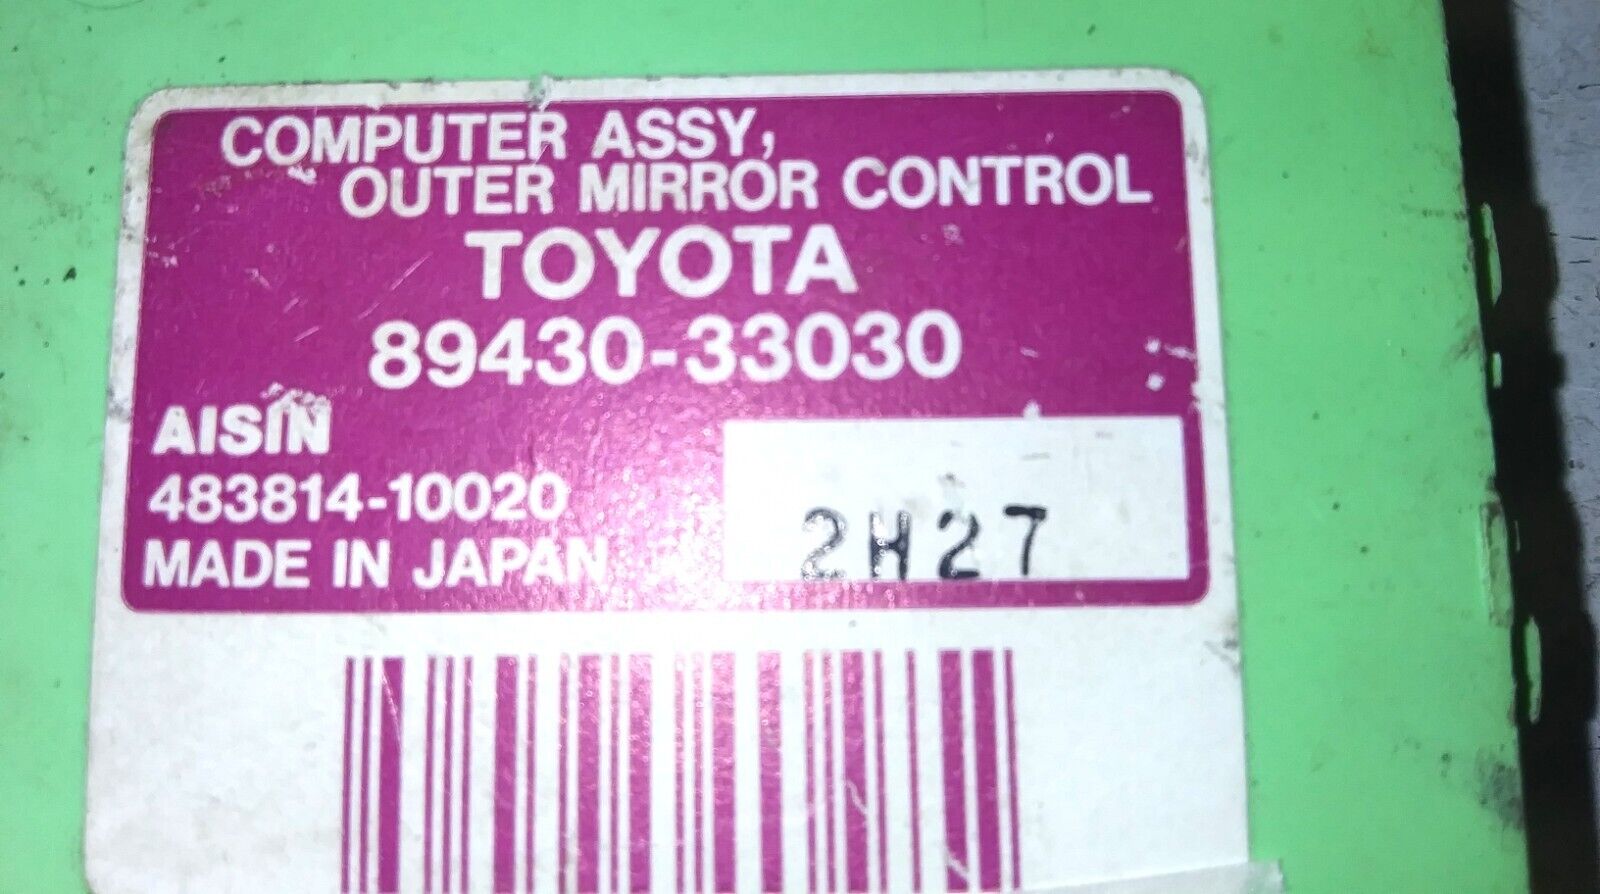 COMPUTER ASSY,
OUTER MIRROR CONTROL
TOYOTA
89430-33030
AISIN
483814-10020
MADE IN JAPAN
2H27